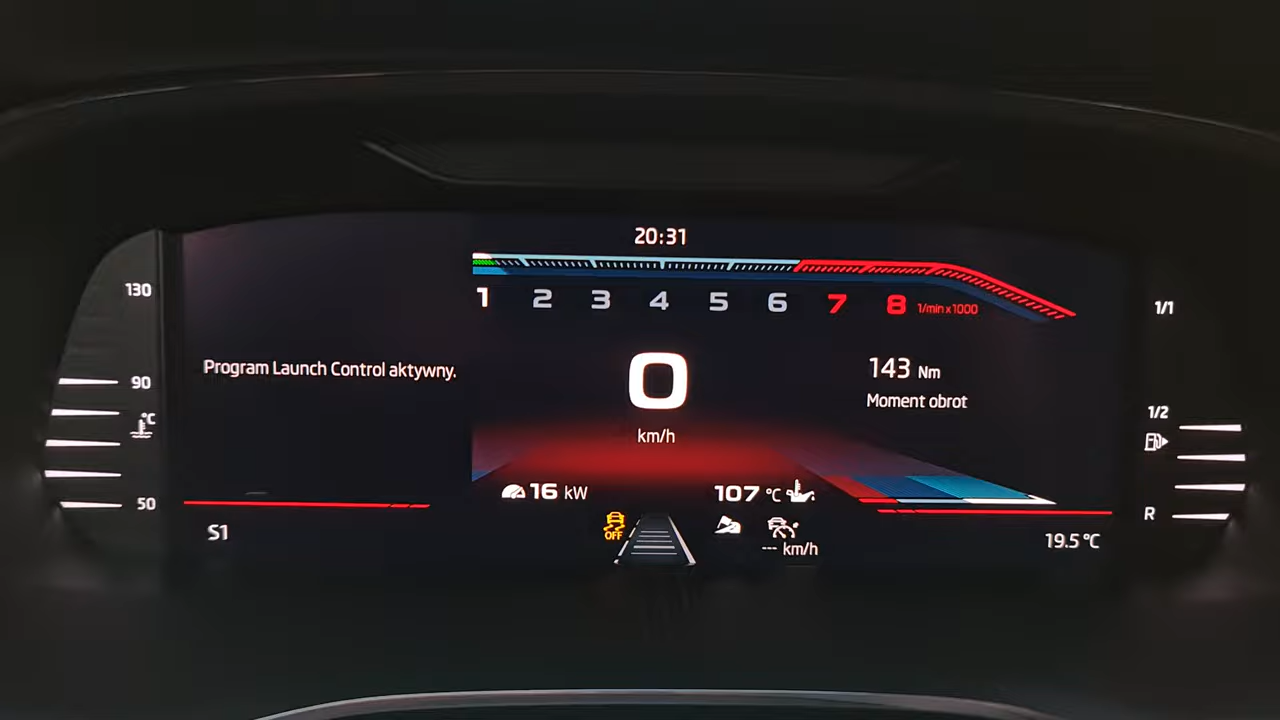 20:31
1 2 3 4 5 6 7 8 1/min x 1000
130
90
°C
50
Program Launch Control aktywny.
0
km/h
143 Nm
Moment obrot
1/1
1/2
R
16 kW
107 °C
OFF
--- km/h
S1
19.5 °C